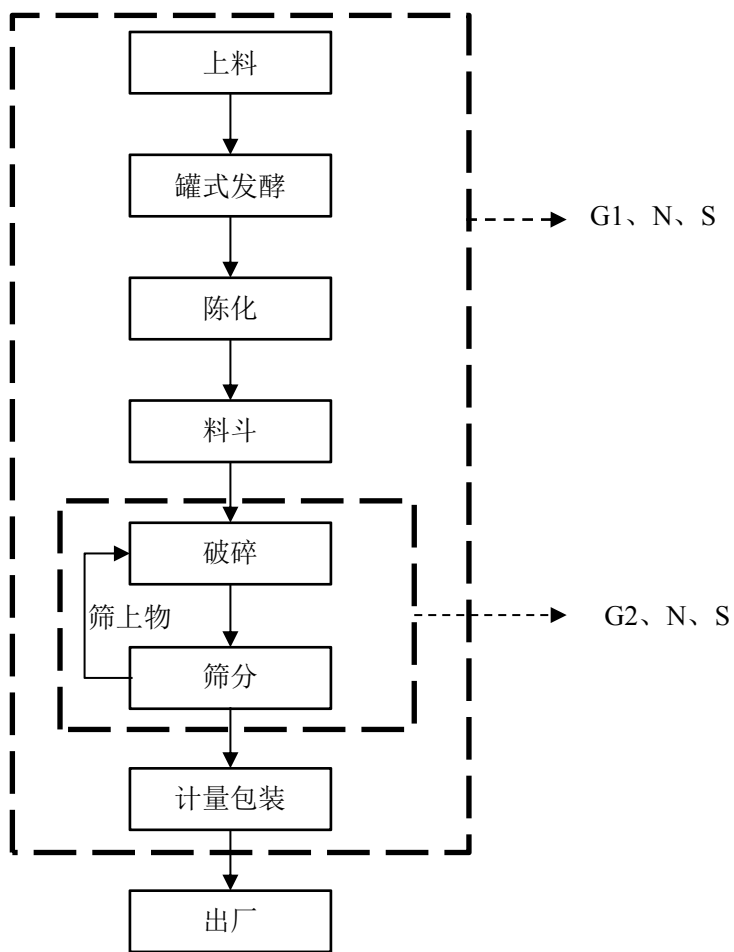 上料
罐式发酵
G1、N、S
陈化
料斗
破碎
筛上物
G2、N、S
筛分
计量包装
出厂